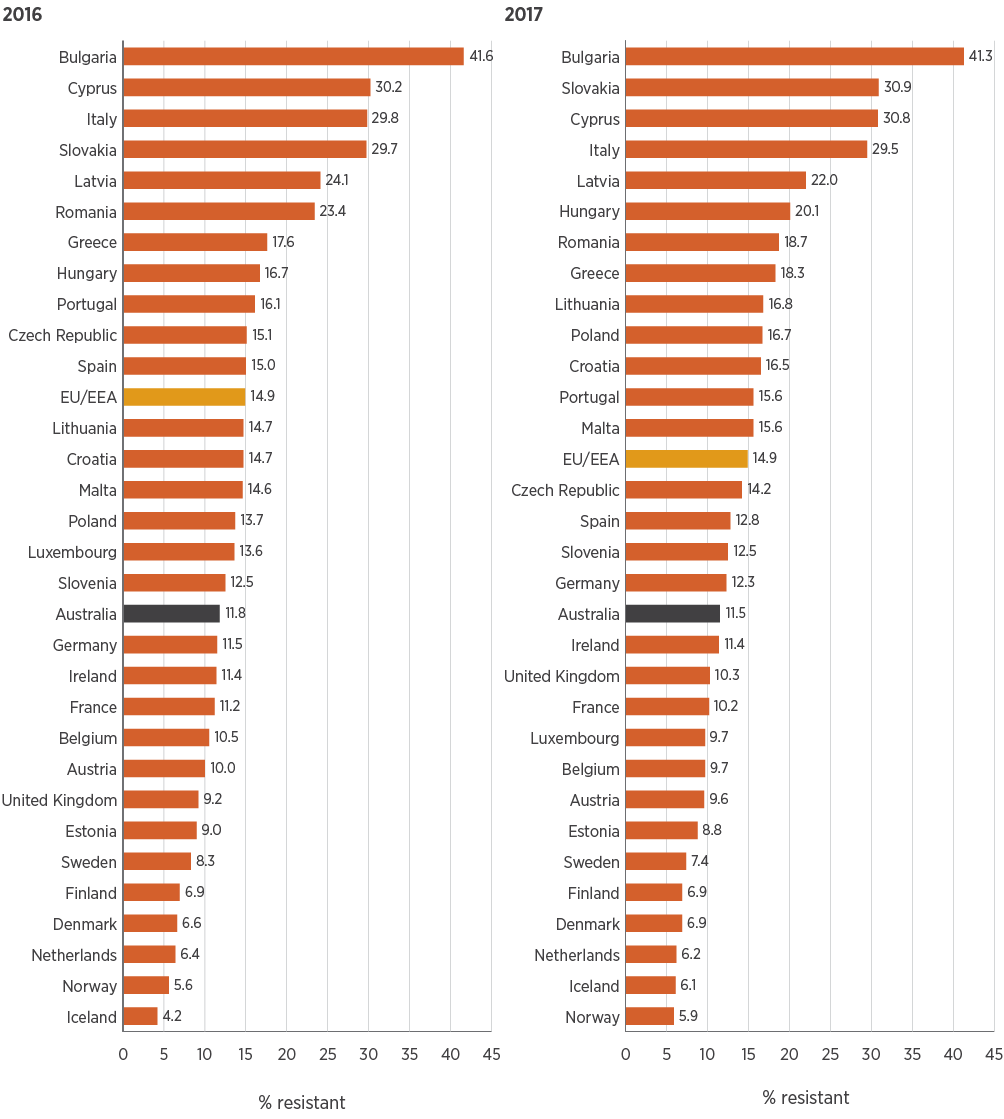 2016
Bulgaria 41.6
Cyprus 30.2
Italy 29.8
Slovakia 29.7
Latvia 24.1
Romania 23.4
Greece 17.6
Hungary 16.7
Portugal 16.1
Czech Republic 15.1
Spain 15.0
EU/EEA 14.9
Lithuania 14.7
Croatia 14.7
Malta 14.6
Poland 13.7
Luxembourg 13.6
Slovenia 12.5
Australia 11.8
Germany 11.5
Ireland 11.4
France 11.2
Belgium 10.5
Austria 10.0
United Kingdom 9.2
Estonia 9.0
Sweden 8.3
Finland 6.9
Denmark 6.6
Netherlands 6.4
Norway 5.6
Iceland 4.2
0 5 10 15 20 25 30 35 40 45
% resistant
2017
Bulgaria 41.3
Slovakia 30.9
Cyprus 30.8
Italy 29.5
Latvia 22.0
Hungary 20.1
Romania 18.7
Greece 18.3
Lithuania 16.8
Poland 16.7
Croatia 16.5
Portugal 15.6
Malta 15.6
EU/EEA 14.9
Czech Republic 14.2
Spain 12.8
Slovenia 12.5
Germany 12.3
Australia 11.5
Ireland 11.4
United Kingdom 10.3
France 10.2
Luxembourg 9.7
Belgium 9.7
Austria 9.6
Estonia 8.8
Sweden 7.4
Finland 6.9
Denmark 6.9
Netherlands 6.2
Iceland 6.1
Norway 5.9
0 5 10 15 20 25 30 35 40 45
% resistant